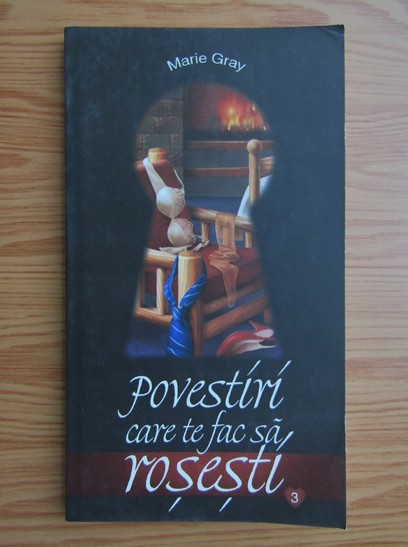 Marie Gray
Povestiri
care te fac să
roșești
3